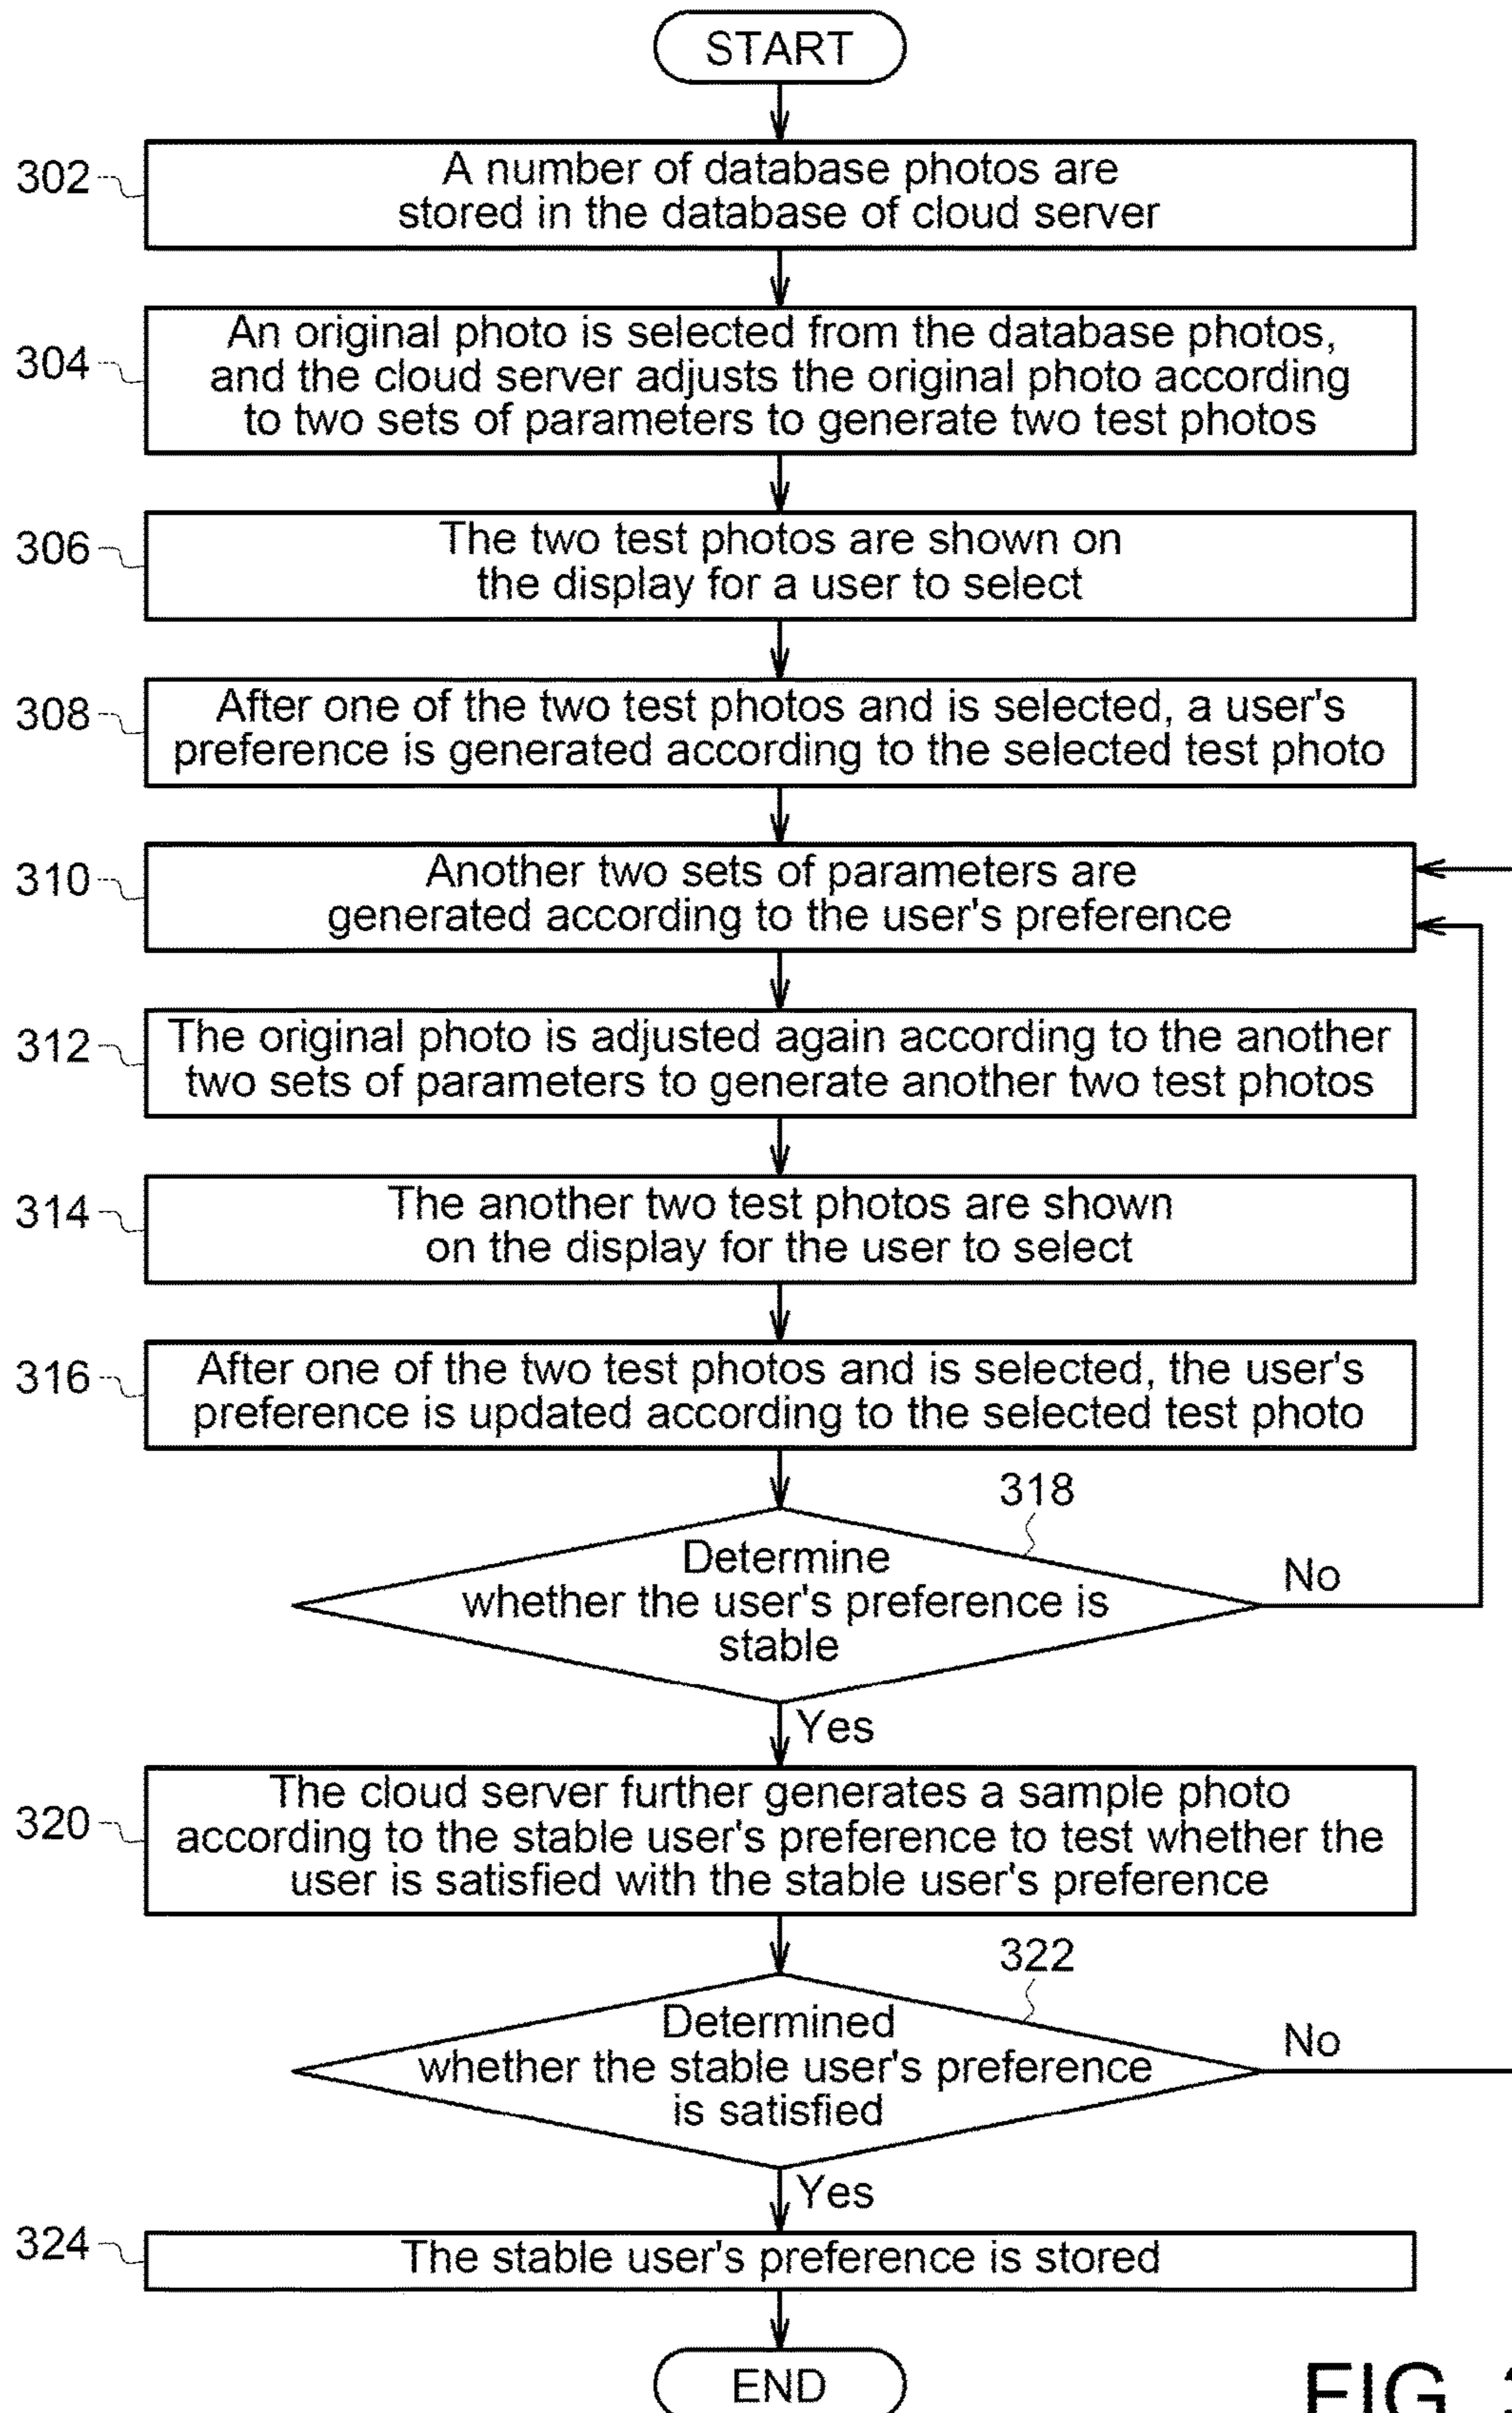 START
302
A number of database photos are
stored in the database of cloud server
304
An original photo is selected from the database photos,
and the cloud server adjusts the original photo according
to two sets of parameters to generate two test photos
306
The two test photos are shown on
the display for a user to select
308
After one of the two test photos and is selected, a user's
preference is generated according to the selected test photo
310
Another two sets of parameters are
generated according to the user's preference
312
The original photo is adjusted again according to the another
two sets of parameters to generate another two test photos
314
The another two test photos are shown
on the display for the user to select
316
After one of the two test photos and is selected, the user's
preference is updated according to the selected test photo
318
Determine
whether the user's preference is
stable
No
Yes
320
The cloud server further generates a sample photo
according to the stable user's preference to test whether the
user is satisfied with the stable user's preference
322
Determined
whether the stable user's preference
is satisfied
No
Yes
324
The stable user's preference is stored
END
FIG.